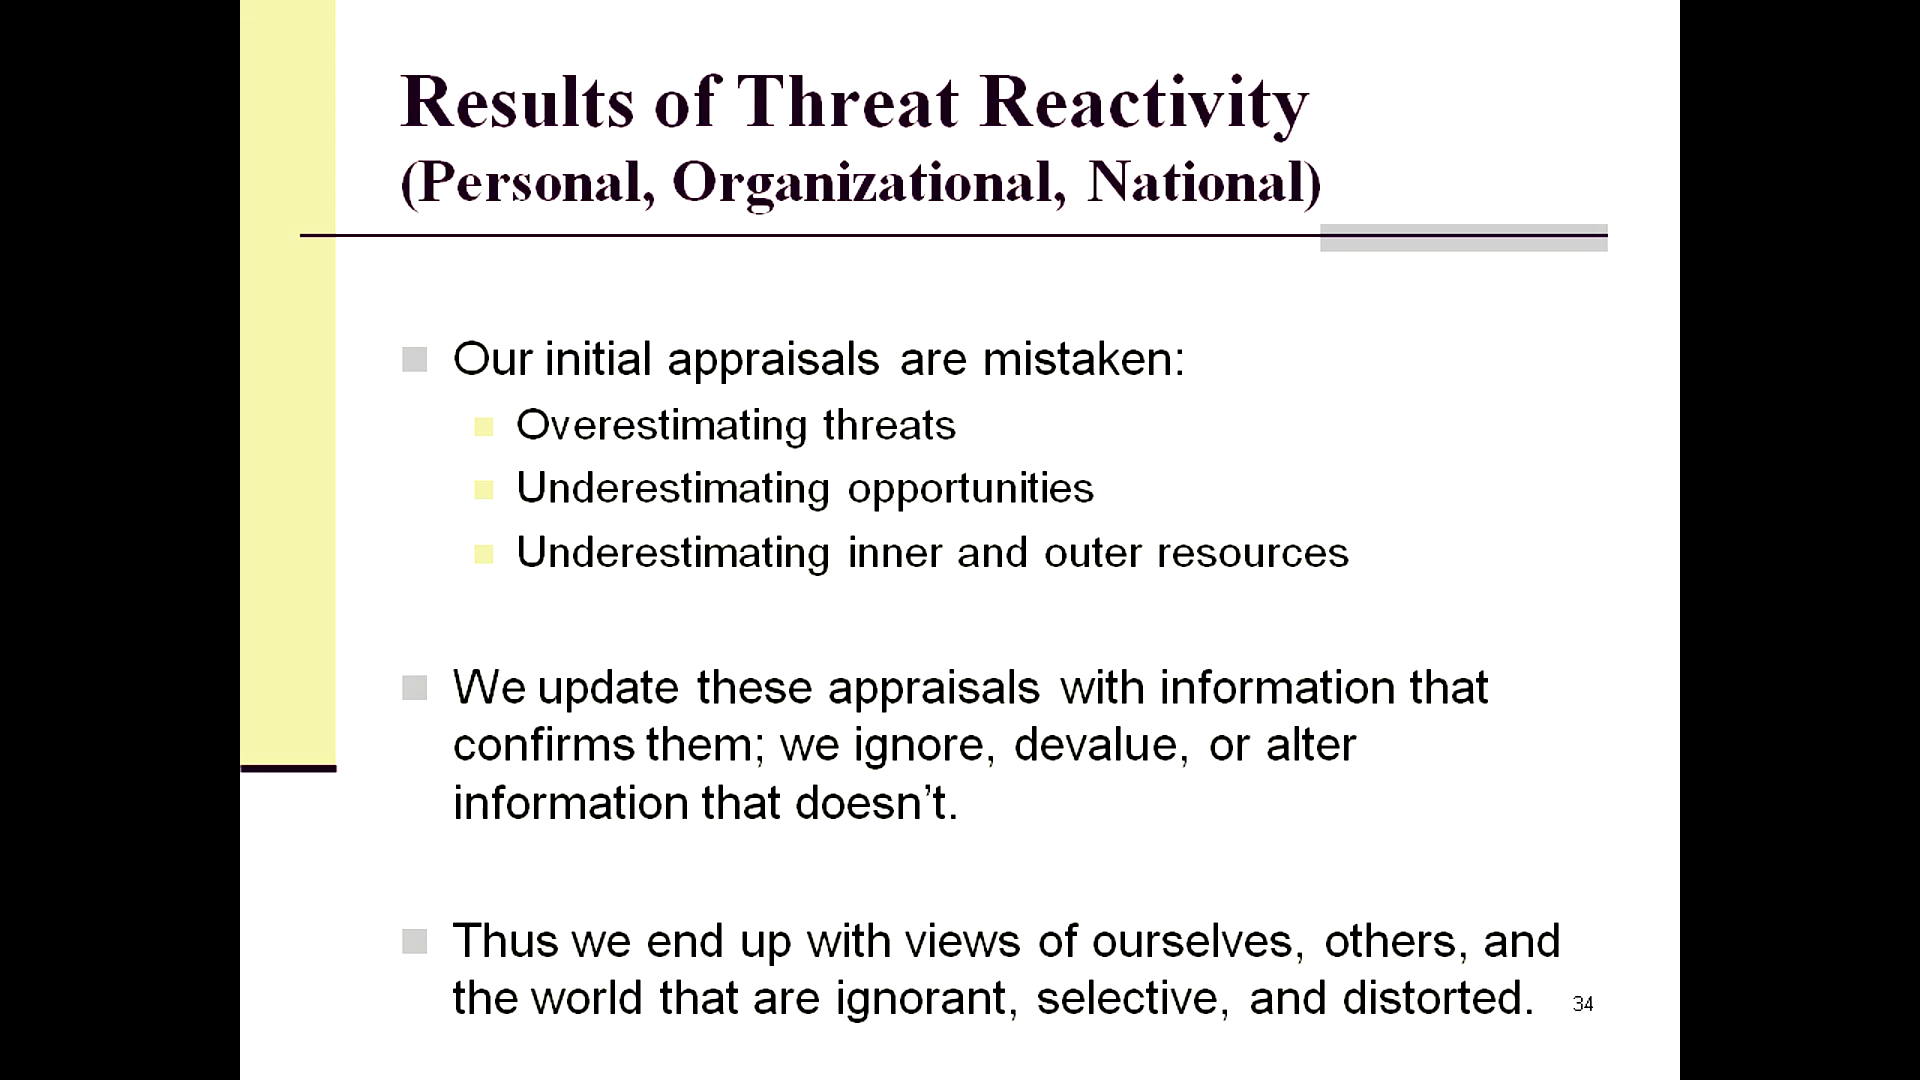 Results of Threat Reactivity
(Personal, Organizational, National)
Our initial appraisals are mistaken:
Overestimating threats
Underestimating opportunities
Underestimating inner and outer resources
We update these appraisals with information that
confirms them; we ignore, devalue, or alter
information that doesn’t.
Thus we end up with views of ourselves, others, and
the world that are ignorant, selective, and distorted.
34